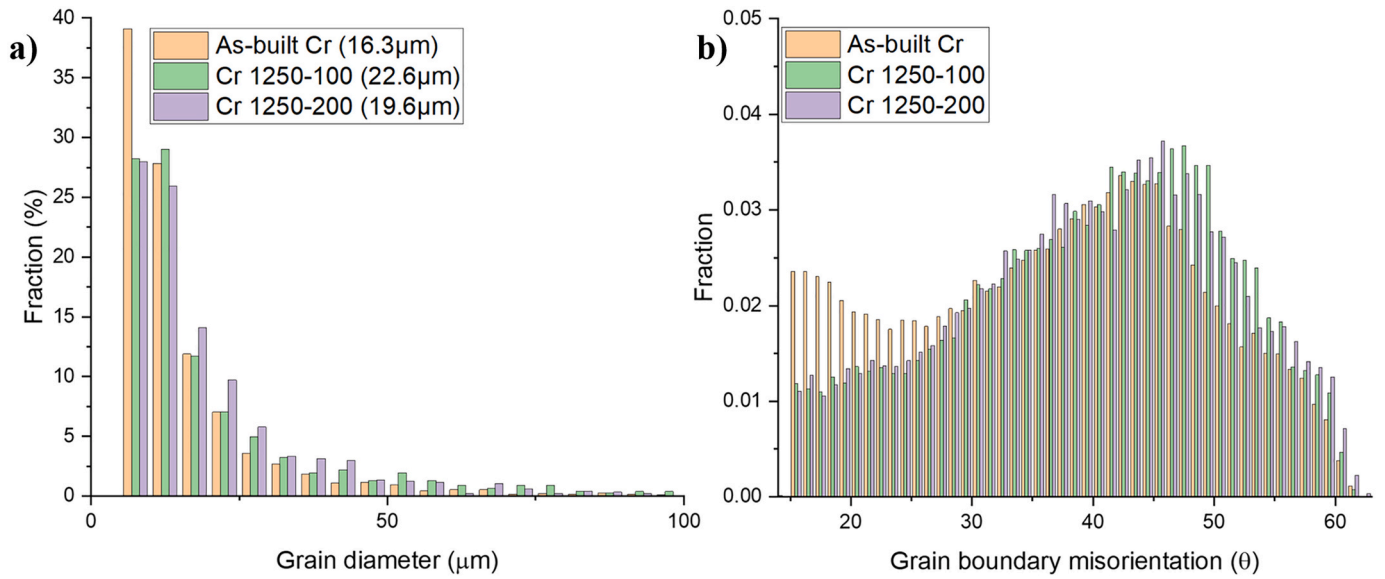 a)
As-built Cr (16.3μm)
Cr 1250-100 (22.6μm)
Cr 1250-200 (19.6μm)
Fraction (%)
40
35
30
25
20
15
10
5
0
0
50
100
Grain diameter (μm)
b)
As-built Cr
Cr 1250-100
Cr 1250-200
Fraction
0.05
0.04
0.03
0.02
0.01
0.00
20
30
40
50
60
Grain boundary misorientation (θ)